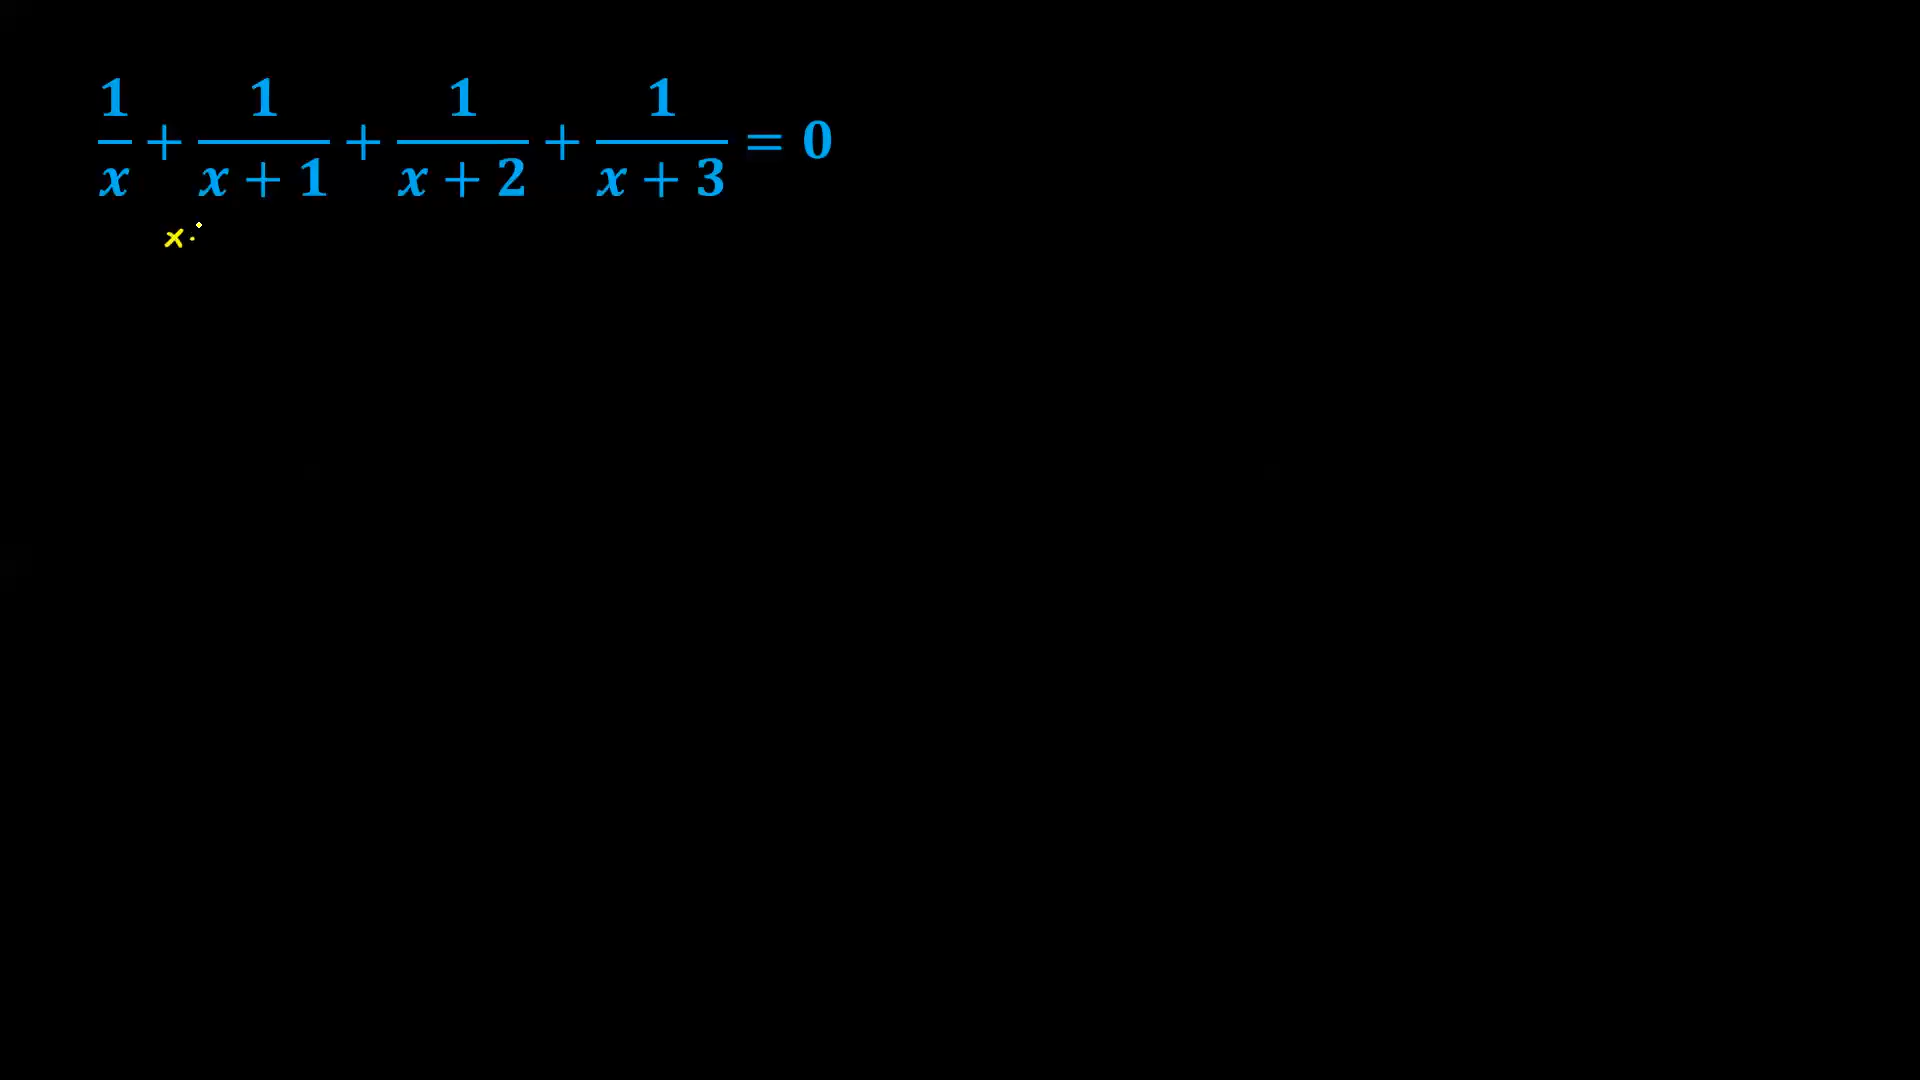 1/x + 1/(x + 1) + 1/(x + 2) + 1/(x + 3) = 0
x.